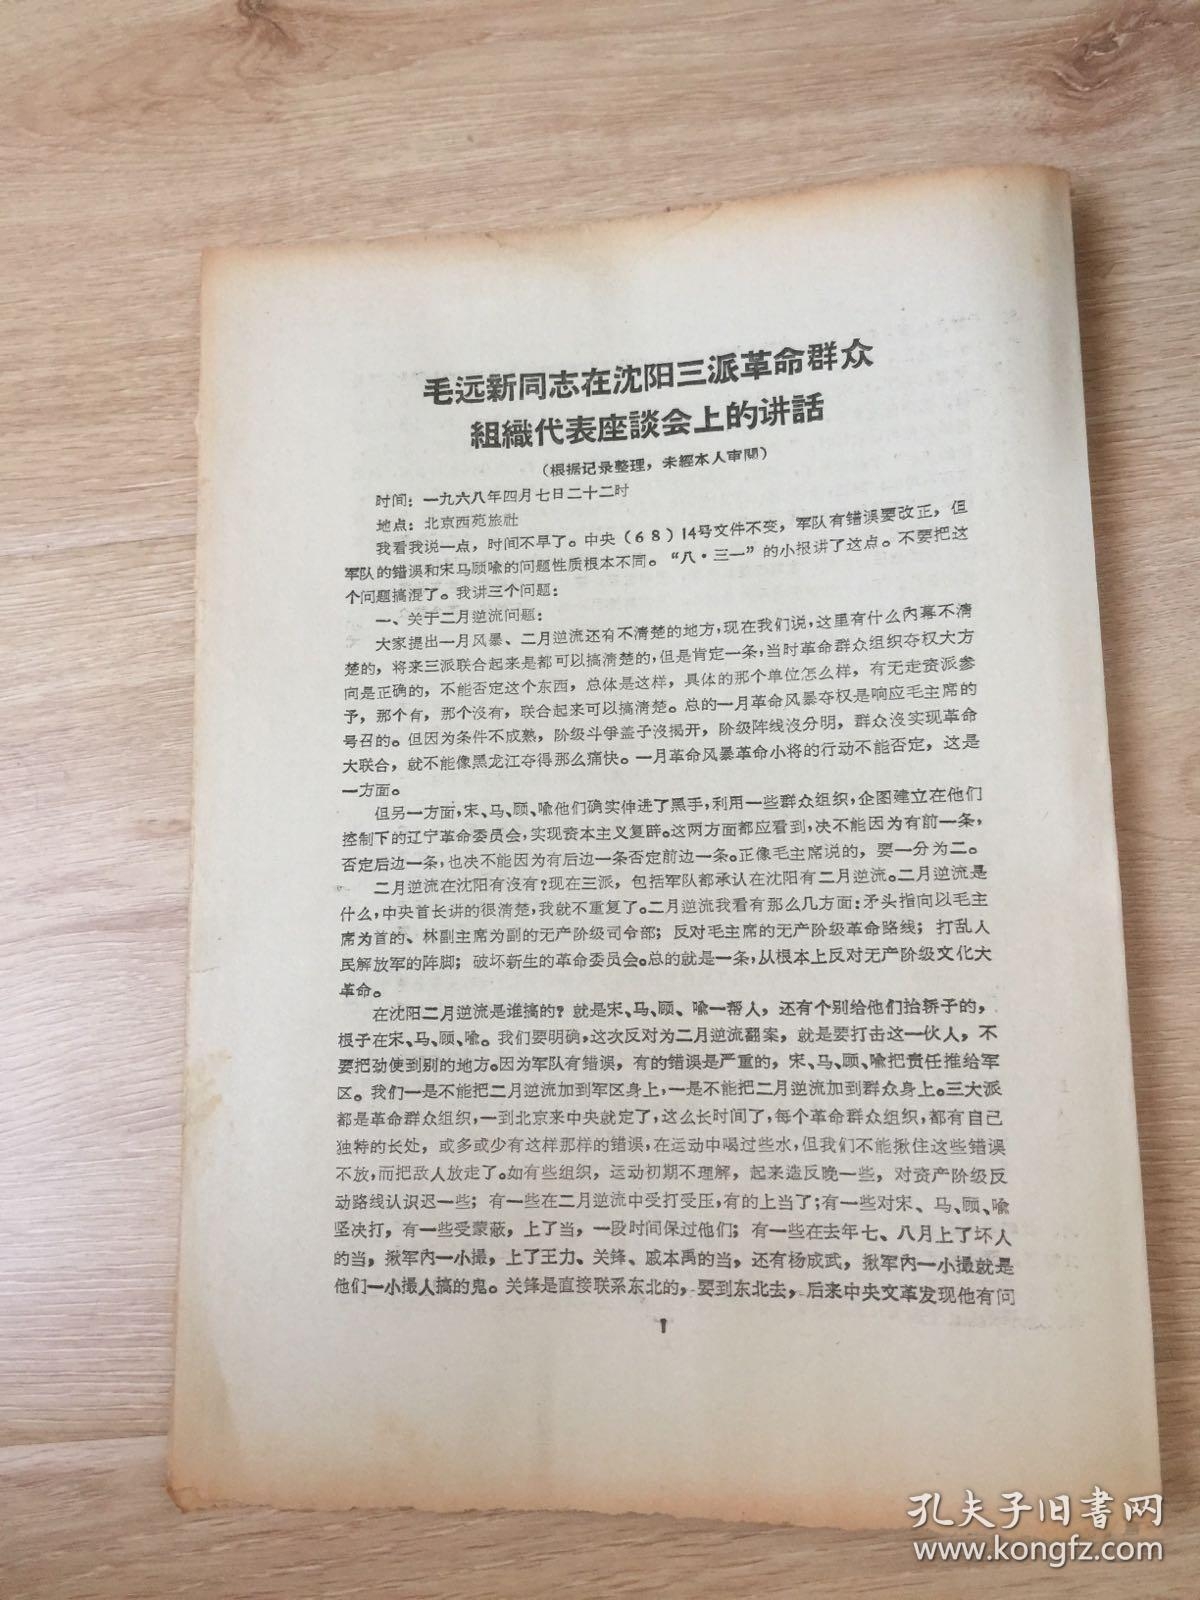 毛远新同志在沈阳三派革命群众
組織代表座談会上的讲話
（根据记录整理，未經本人审閱）
时间：一九六八年四月七日二十二时
地点：北京西苑旅社
我看我说一点，时间不早了。中央（68）14号文件不变，军队有错误要改正，但
军队的错误和宋马顾喩的问题性质根本不同。“八·三一”的小报讲了这点。不要把这
个问题搞混了。我讲三个问题：
一、关于二月逆流问题：
大家提出一月风暴、二月逆流还有不清楚的地方，现在我们说，这里有什么內幕不清
楚的，将来三派联合起来是都可以搞清楚的，但是肯定一条，当时革命群众组织夺权大方
向是正确的，不能否定这个东西，总体是这样，具体的那个单位怎么样，有无走资派参
予，那个有，那个沒有，联合起来可以搞清楚。总的一月革命风暴夺权是响应毛主席的
号召的。但因为条件不成熟，阶级斗爭盖子沒揭开，阶级阵线沒分明，群众沒实现革命
大联合，就不能像黑龙江夺得那么痛快。一月革命风暴革命小将的行动不能否定，这是
一方面。
但另一方面，宋、马、顾、喩他们确实伸进了黑手，利用一些群众组织，企图建立在他们
控制下的辽宁革命委员会，实现资本主义复辟。这两方面都应看到，决不能因为有前一条，
否定后边一条，也决不能因为有后边一条否定前边一条。正像毛主席说的，要一分为二。
二月逆流在沈阳有沒有？现在三派，包括军队都承认在沈阳有二月逆流。二月逆流是
什么，中央首长讲的很清楚，我就不重复了。二月逆流我看有那么几方面：矛头指向以毛主
席为首的、林副主席为副的无产阶级司令部；反对毛主席的无产阶级革命路线；打乱人
民解放军的阵脚；破坏新生的革命委员会。总的就是一条，从根本上反对无产阶级文化大
革命。
在沈阳二月逆流是谁搞的？就是宋、马、顾、喩一帮人，还有个别给他们抬轿子的，
根子在宋、马、顾、喩。我们要明确，这次反对为二月逆流翻案，就是要打击这一伙人，不
要把劲使到别的地方。因为军队有错误，有的错误是严重的，宋、马、顾、喩把责任推给军
区。我们一是不能把二月逆流加到军区身上，一是不能把二月逆流加到群众身上。三大派
都是革命群众组织，一到北京来中央就定了，这么长时间了，每个革命群众组织，都有自己
独特的长处，或多或少有这样那样的错误，在运动中喝过些水，但我们不能揪住这些错误
不放，而把敌人放走了。如有些组织，运动初期不理解，起来造反晚一些，对资产阶级反
动路线认识迟一些；有一些在二月逆流中受打受压，有的上当了；有一些对宋、马、顾、喩
坚决打，有一些受蒙蔽，上了当，一段时间保过他们；有一些在去年七、八月上了坏人
的当，揪军內一小撮，上了王力、关锋、戚本禹的当，还有杨成武，揪军內一小撮就是
他们一小撮人搞的鬼。关锋是直接联系东北的，要到东北去，后来中央文革发现他有问
1
孔夫子旧书网
www.kongfz.com